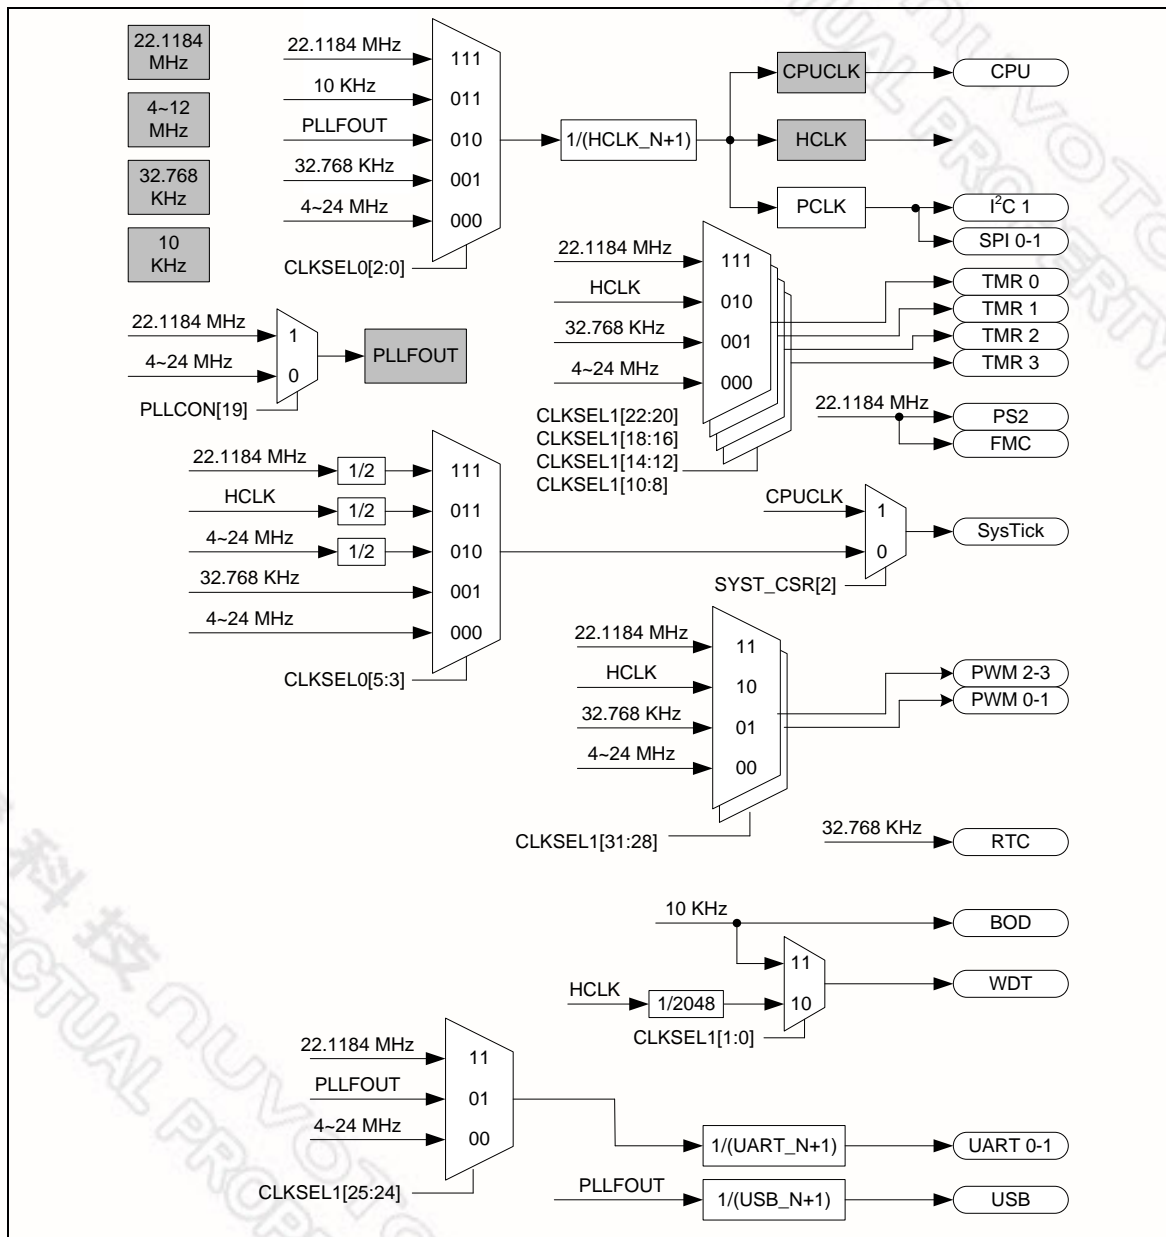 22.1184
MHz
4~12
MHz
32.768
KHz
10
KHz
22.1184 MHz
10 KHz
PLLFOUT
32.768 KHz
4~24 MHz
111
011
010
001
000
CLKSEL0[2:0]
1/(HCLK_N+1)
CPUCLK
HCLK
PCLK
CPU
I²C 1
SPI 0-1
22.1184 MHz
HCLK
32.768 KHz
4~24 MHz
111
010
001
000
CLKSEL1[22:20]
CLKSEL1[18:16]
CLKSEL1[14:12]
CLKSEL1[10:8]
TMR 0
TMR 1
TMR 2
TMR 3
22.1184 MHz
4~24 MHz
1
0
PLLCON[19]
PLLFOUT
22.1184 MHz
PS2
FMC
22.1184 MHz
HCLK
4~24 MHz
32.768 KHz
4~24 MHz
1/2
1/2
1/2
111
011
010
001
000
CLKSEL0[5:3]
CPUCLK
1
0
SYST_CSR[2]
SysTick
22.1184 MHz
HCLK
32.768 KHz
4~24 MHz
11
10
01
00
CLKSEL1[31:28]
PWM 2-3
PWM 0-1
32.768 KHz
RTC
10 KHz
BOD
HCLK
1/2048
11
10
CLKSEL1[1:0]
WDT
22.1184 MHz
PLLFOUT
4~24 MHz
11
01
00
CLKSEL1[25:24]
1/(UART_N+1)
UART 0-1
PLLFOUT
1/(USB_N+1)
USB
科技 nuvoTo
CTUAL PROP
nuvoTO
TUAL PROPERTY